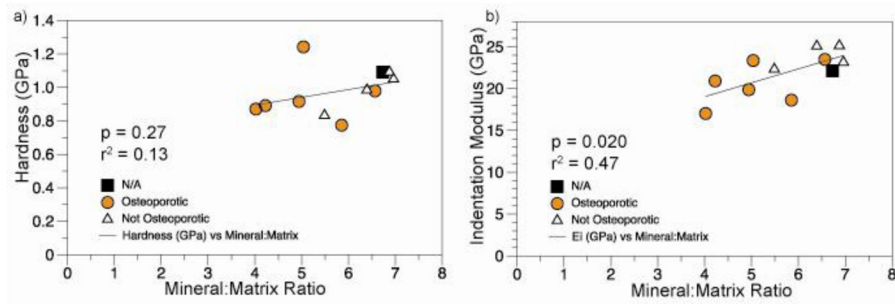 a)
Hardness (GPa)
1.4
1.2
1.0
0.8
0.6
0.4
0.2
0
p = 0.27
r² = 0.13
N/A
Osteoporotic
Not Osteoporotic
Hardness (GPa) vs Mineral:Matrix
0 1 2 3 4 5 6 7 8
Mineral:Matrix Ratio
b)
Indentation Modulus (GPa)
25
20
15
10
5
0
p = 0.020
r² = 0.47
N/A
Osteoporotic
Not Osteoporotic
Ei (GPa) vs Mineral:Matrix
0 1 2 3 4 5 6 7 8
Mineral:Matrix Ratio